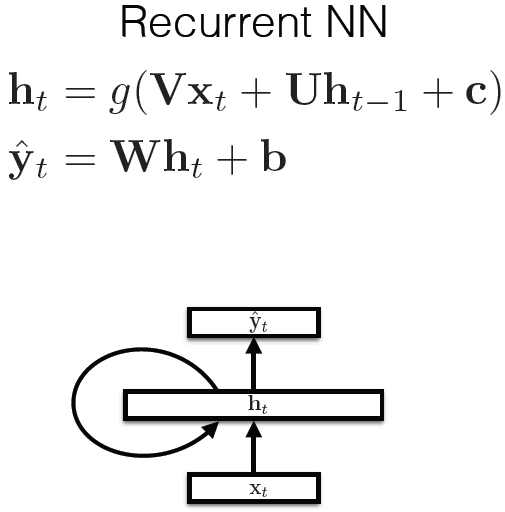 Recurrent NN
h_t = g(Vx_t + Uh_{t−1} + c)
ŷ_t = Wh_t + b
ŷ_t
h_t
x_t